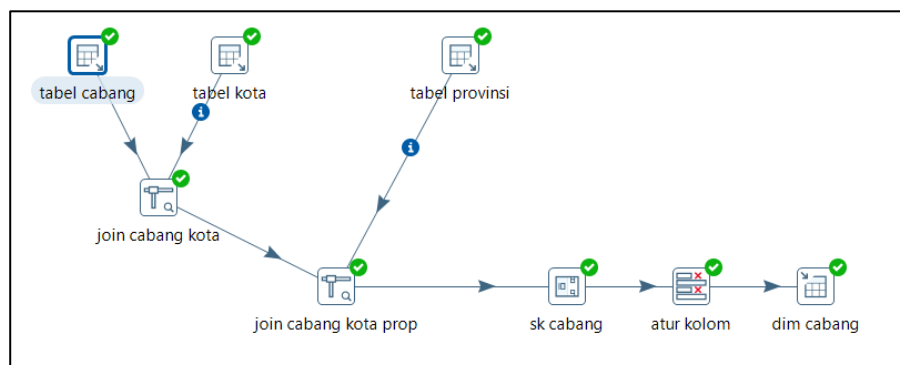 tabel cabang
tabel kota
tabel provinsi
join cabang kota
join cabang kota prop
sk cabang
atur kolom
dim cabang